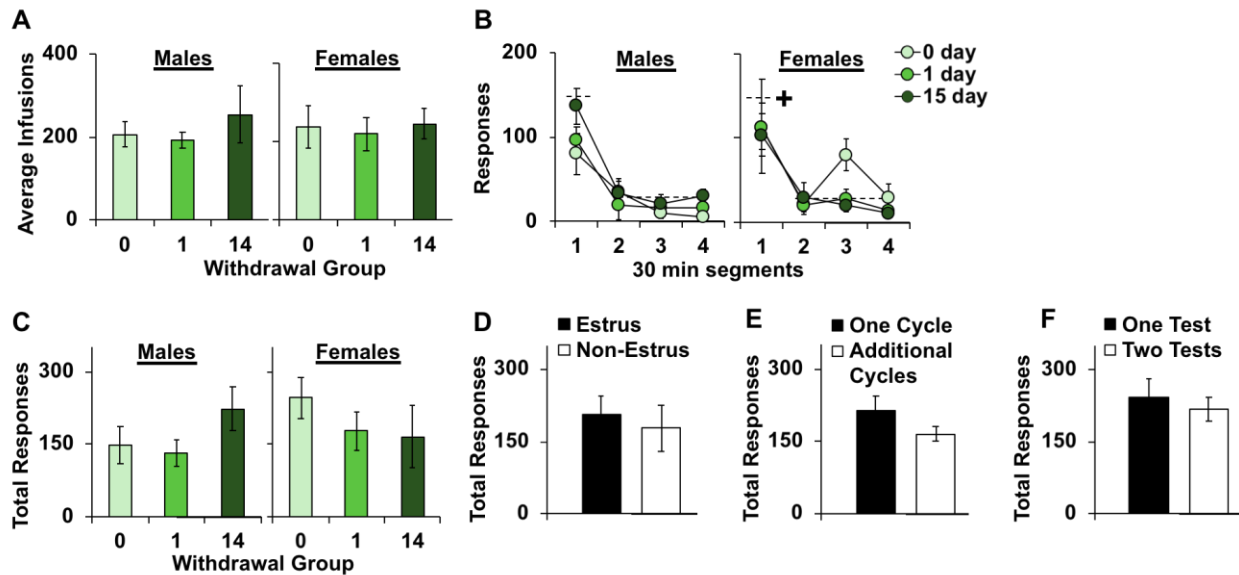 A
Average Infusions
400
200
0
Males
Females
0 1 14 0 1 14
Withdrawal Group
B
Responses
200
100
0
Males
Females
0 day
1 day
15 day
+
1 2 3 4 1 2 3 4
30 min segments
C
Total Responses
300
150
0
Males
Females
0 1 14 0 1 14
Withdrawal Group
D
Estrus
Non-Estrus
Total Responses
300
150
0
E
One Cycle
Additional
Cycles
Total Responses
300
150
0
F
One Test
Two Tests
Total Responses
300
150
0